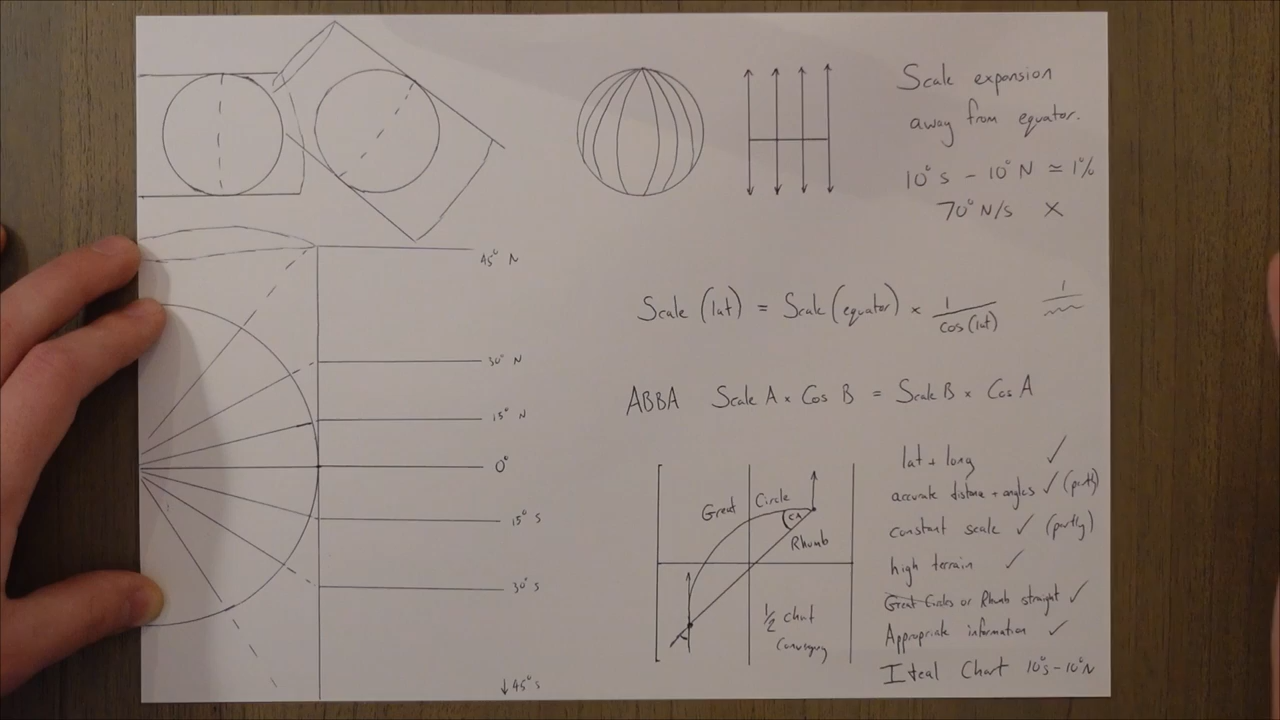 Scale expansion
away from equator.
10° S - 10° N ≃ 1%
70° N/S ✗
45° N
30° N
15° N
0°
15° S
30° S
↓ 45° S
Scale (lat) = Scale (equator) × 1/cos(lat)
1
ABBA Scale A × Cos B = Scale B × Cos A
Great Circle
CA
Rhumb
1/2 Chart
lat + long ✓
accurate distance + angles ✓ (partly)
constant scale ✓ (partly)
high terrain ✓
Great Circles or Rhumb straight ✓
Appropriate information ✓
Ideal Chart 10°S - 10°N